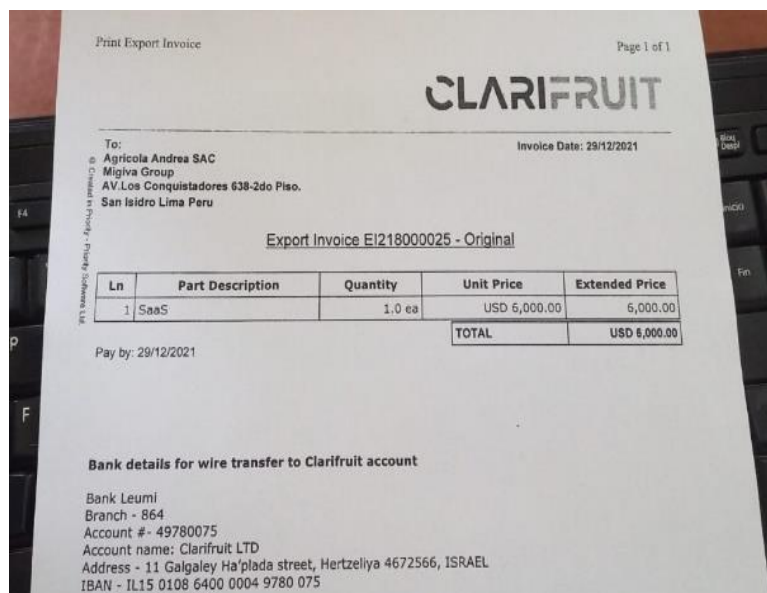 Print Export Invoice
Page 1 of 1
CLARIFRUIT
To:
Invoice Date: 29/12/2021
Agricola Andrea SAC
Migiva Group
AV.Los Conquistadores 638-2do Piso.
San Isidro Lima Peru
© Created in Priority - Priority Software Ltd.
Export Invoice EI218000025 - Original
Ln Part Description Quantity Unit Price Extended Price
1 SaaS 1.0 ea USD 6,000.00 6,000.00
TOTAL USD 6,000.00
Pay by: 29/12/2021
Bank details for wire transfer to Clarifruit account
Bank Leumi
Branch - 864
Account #- 49780075
Account name: Clarifruit LTD
Address - 11 Galgaley Ha'plada street, Hertzeliya 4672566, ISRAEL
IBAN - IL15 0108 6400 0004 9780 075
F4
P
F
Bloq
Despl
Inicio
Fin